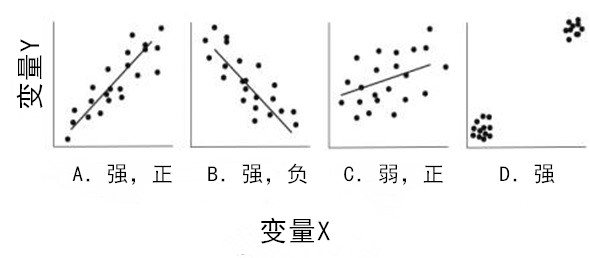 变量Y
A. 强，正
B. 强，负
C. 弱，正
D. 强
变量X